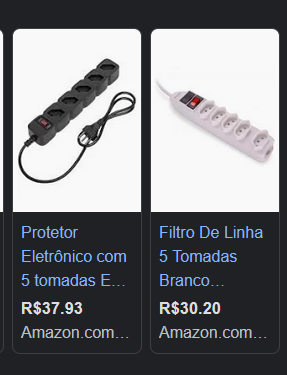 Protetor
Eletrônico com
5 tomadas E...
R$37.93
Amazon.com...
Filtro De Linha
5 Tomadas
Branco...
R$30.20
Amazon.com...